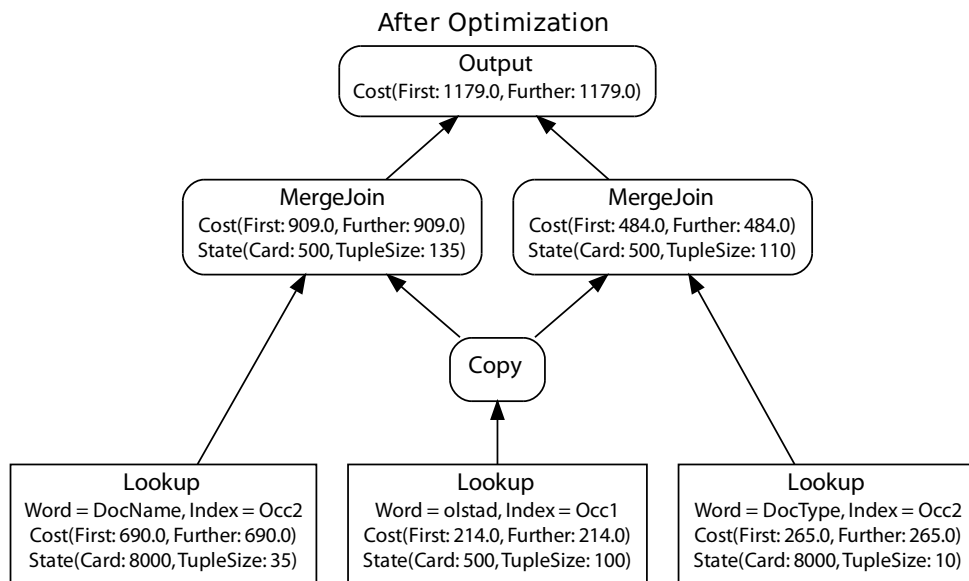 After Optimization
Output
Cost(First: 1179.0, Further: 1179.0)
MergeJoin
Cost(First: 909.0, Further: 909.0)
State(Card: 500, TupleSize: 135)
MergeJoin
Cost(First: 484.0, Further: 484.0)
State(Card: 500, TupleSize: 110)
Copy
Lookup
Word = DocName, Index = Occ2
Cost(First: 690.0, Further: 690.0)
State(Card: 8000, TupleSize: 35)
Lookup
Word = olstad, Index = Occ1
Cost(First: 214.0, Further: 214.0)
State(Card: 500, TupleSize: 100)
Lookup
Word = DocType, Index = Occ2
Cost(First: 265.0, Further: 265.0)
State(Card: 8000, TupleSize: 10)